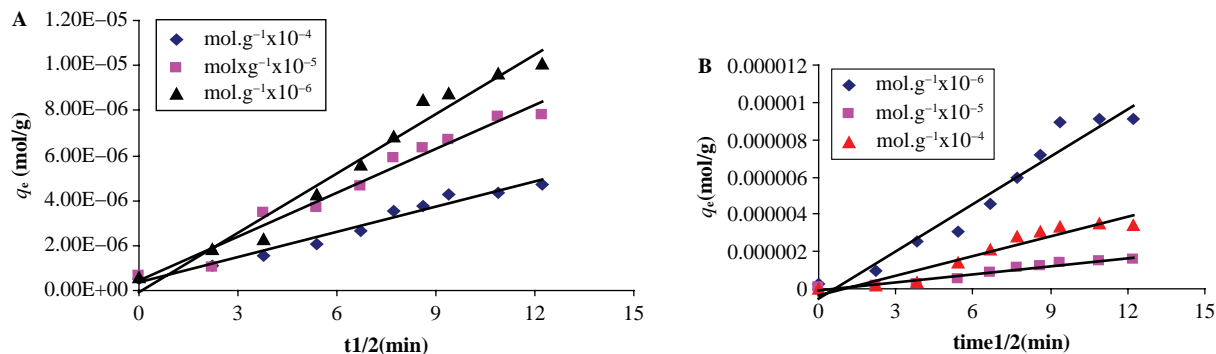 A
1.20E–05
1.00E–05
8.00E–06
6.00E–06
4.00E–06
2.00E–06
0.00E+00
qe (mol/g)
mol.g⁻¹x10⁻⁴
molxg⁻¹x10⁻⁵
mol.g⁻¹x10⁻⁶
0 3 6 9 12 15
t1/2(min)
B
0.000012
0.00001
0.000008
0.000006
0.000004
0.000002
0
qe(mol/g)
mol.g⁻¹x10⁻⁶
mol.g⁻¹x10⁻⁵
mol.g⁻¹x10⁻⁴
0 3 6 9 12 15
time1/2(min)